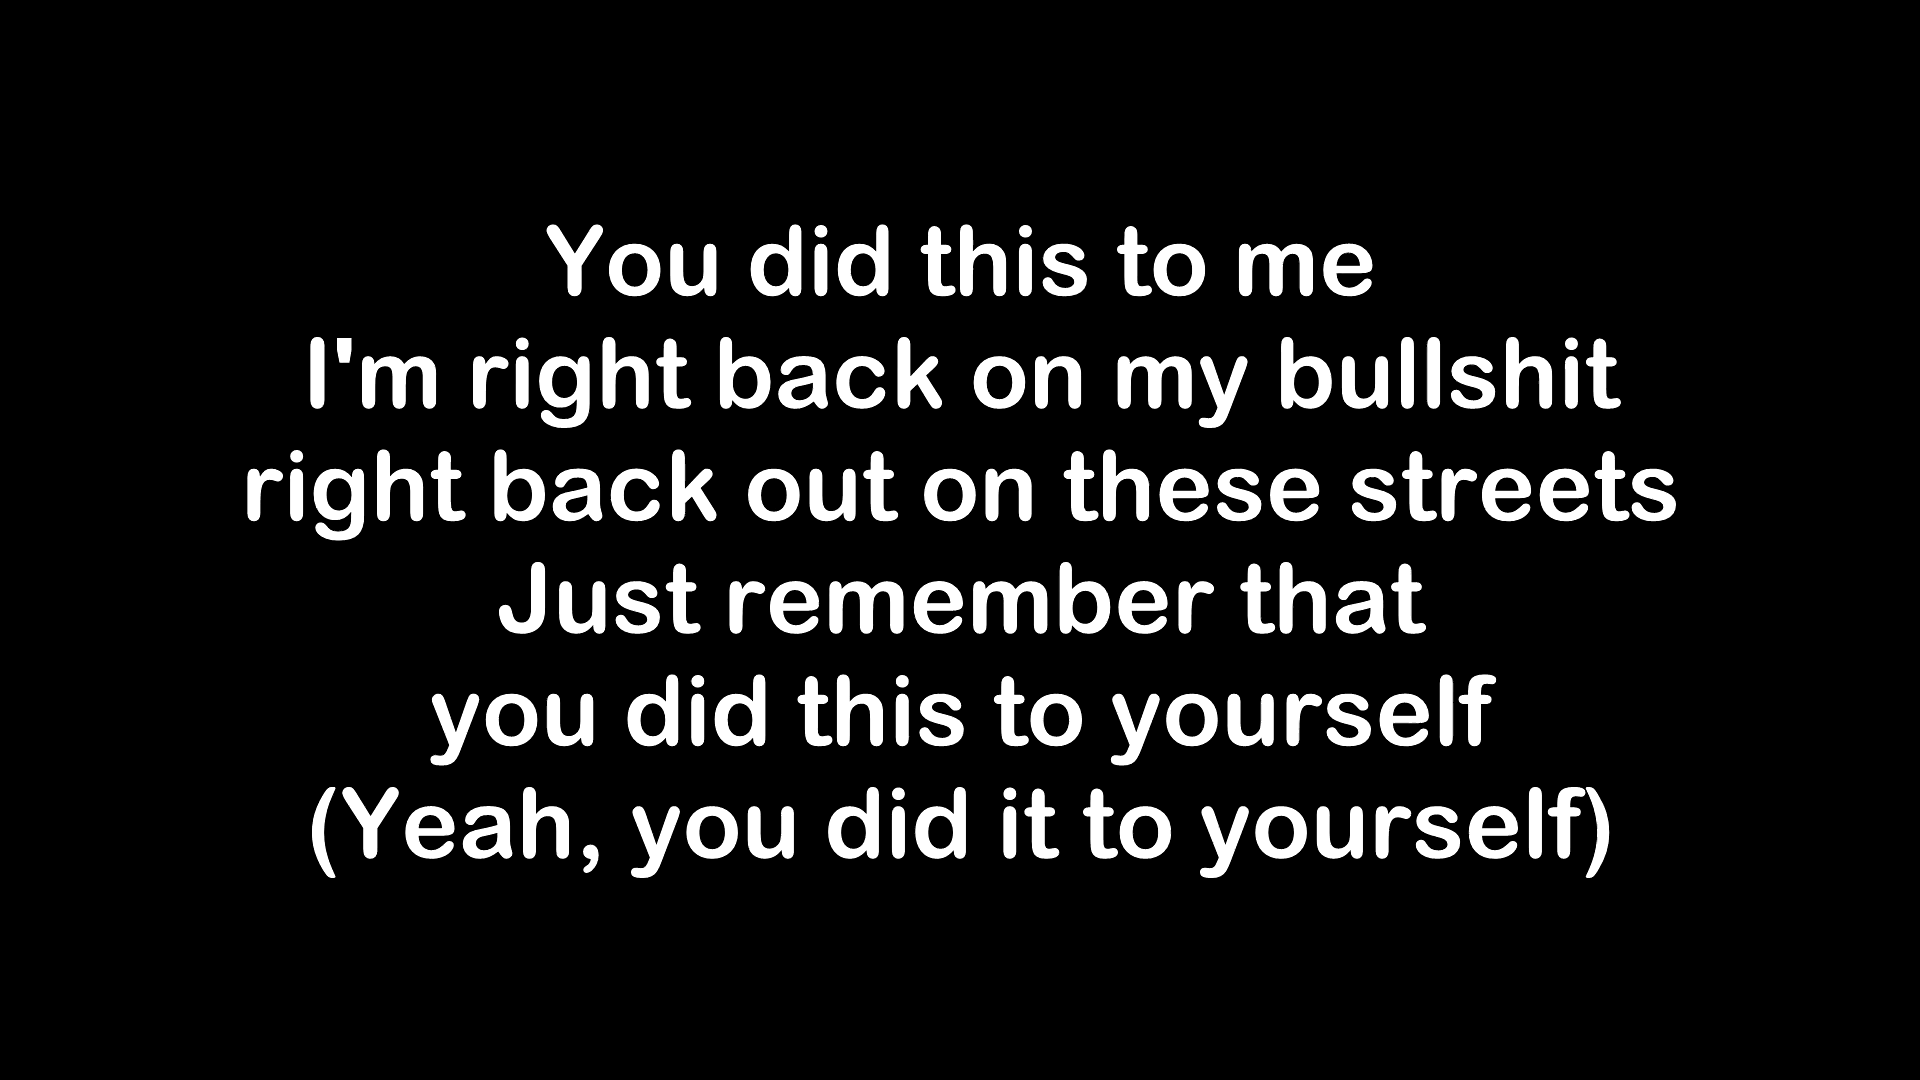 You did this to me
I'm right back on my bullshit
right back out on these streets
Just remember that
you did this to yourself
(Yeah, you did it to yourself)